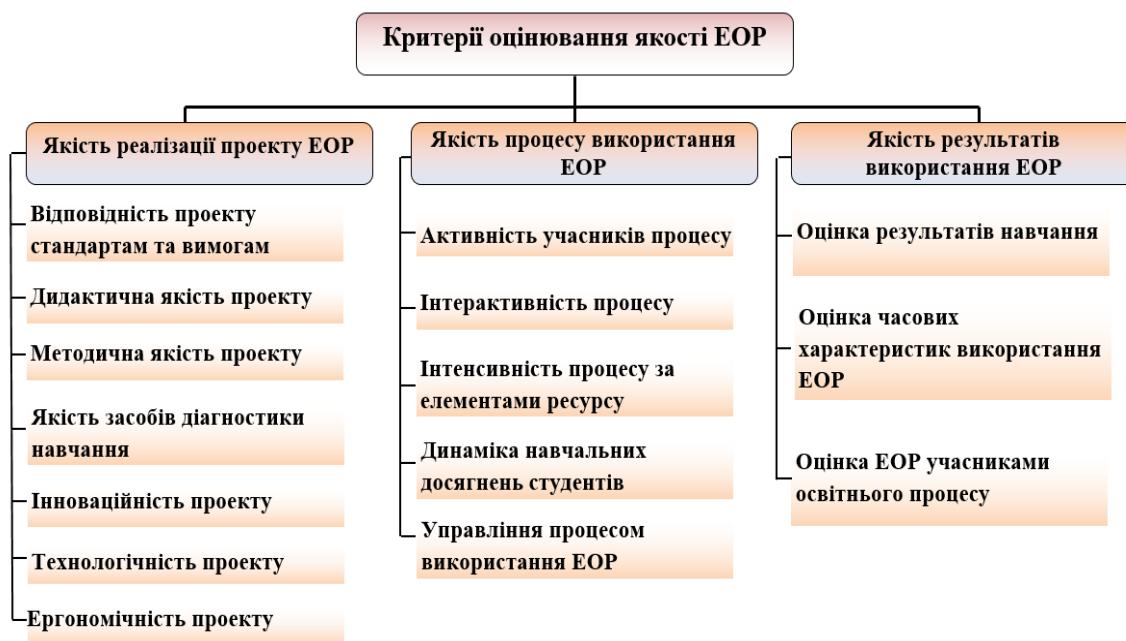 Критерії оцінювання якості ЕОР
Якість реалізації проекту ЕОР
Відповідність проекту
стандартам та вимогам
Дидактична якість проекту
Методична якість проекту
Якість засобів діагностики
навчання
Інноваційність проекту
Технологічність проекту
Ергономічність проекту
Якість процесу використання
ЕОР
Активність учасників процесу
Інтерактивність процесу
Інтенсивність процесу за
елементами ресурсу
Динаміка навчальних
досягнень студентів
Управління процесом
використання ЕОР
Якість результатів
використання ЕОР
Оцінка результатів навчання
Оцінка часових
характеристик використання
ЕОР
Оцінка ЕОР учасниками
освітнього процесу